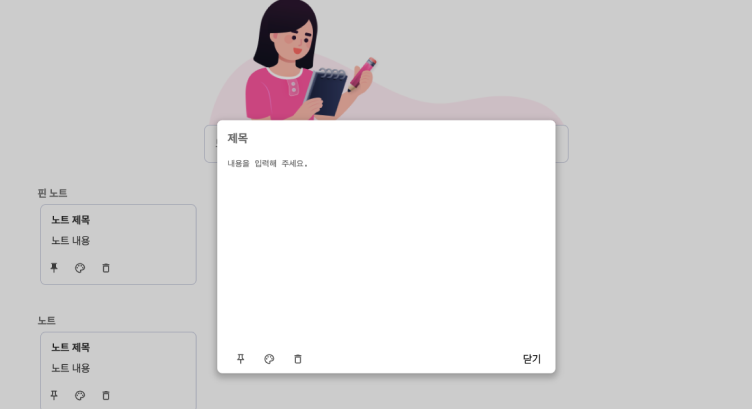 제목
내용을 입력해 주세요.
닫기
핀 노트
노트 제목
노트 내용
노트
노트 제목
노트 내용